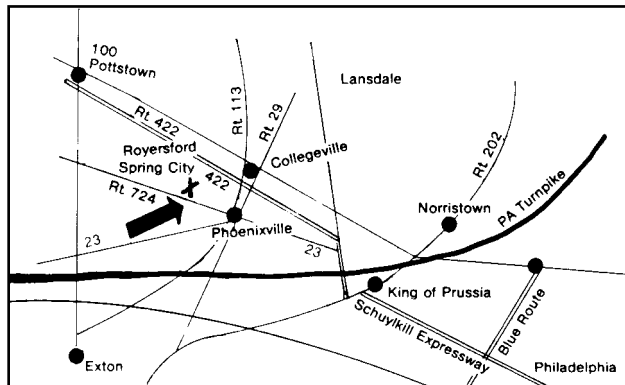 100
Pottstown
Lansdale
Rt 113
Rt 29
Rt 422
Royersford
Spring City
422
Collegeville
Rt 202
Rt 724
PA Turnpike
Norristown
Phoenixville
23
23
King of Prussia
Schuylkill Expressway
Blue Route
Exton
Philadelphia